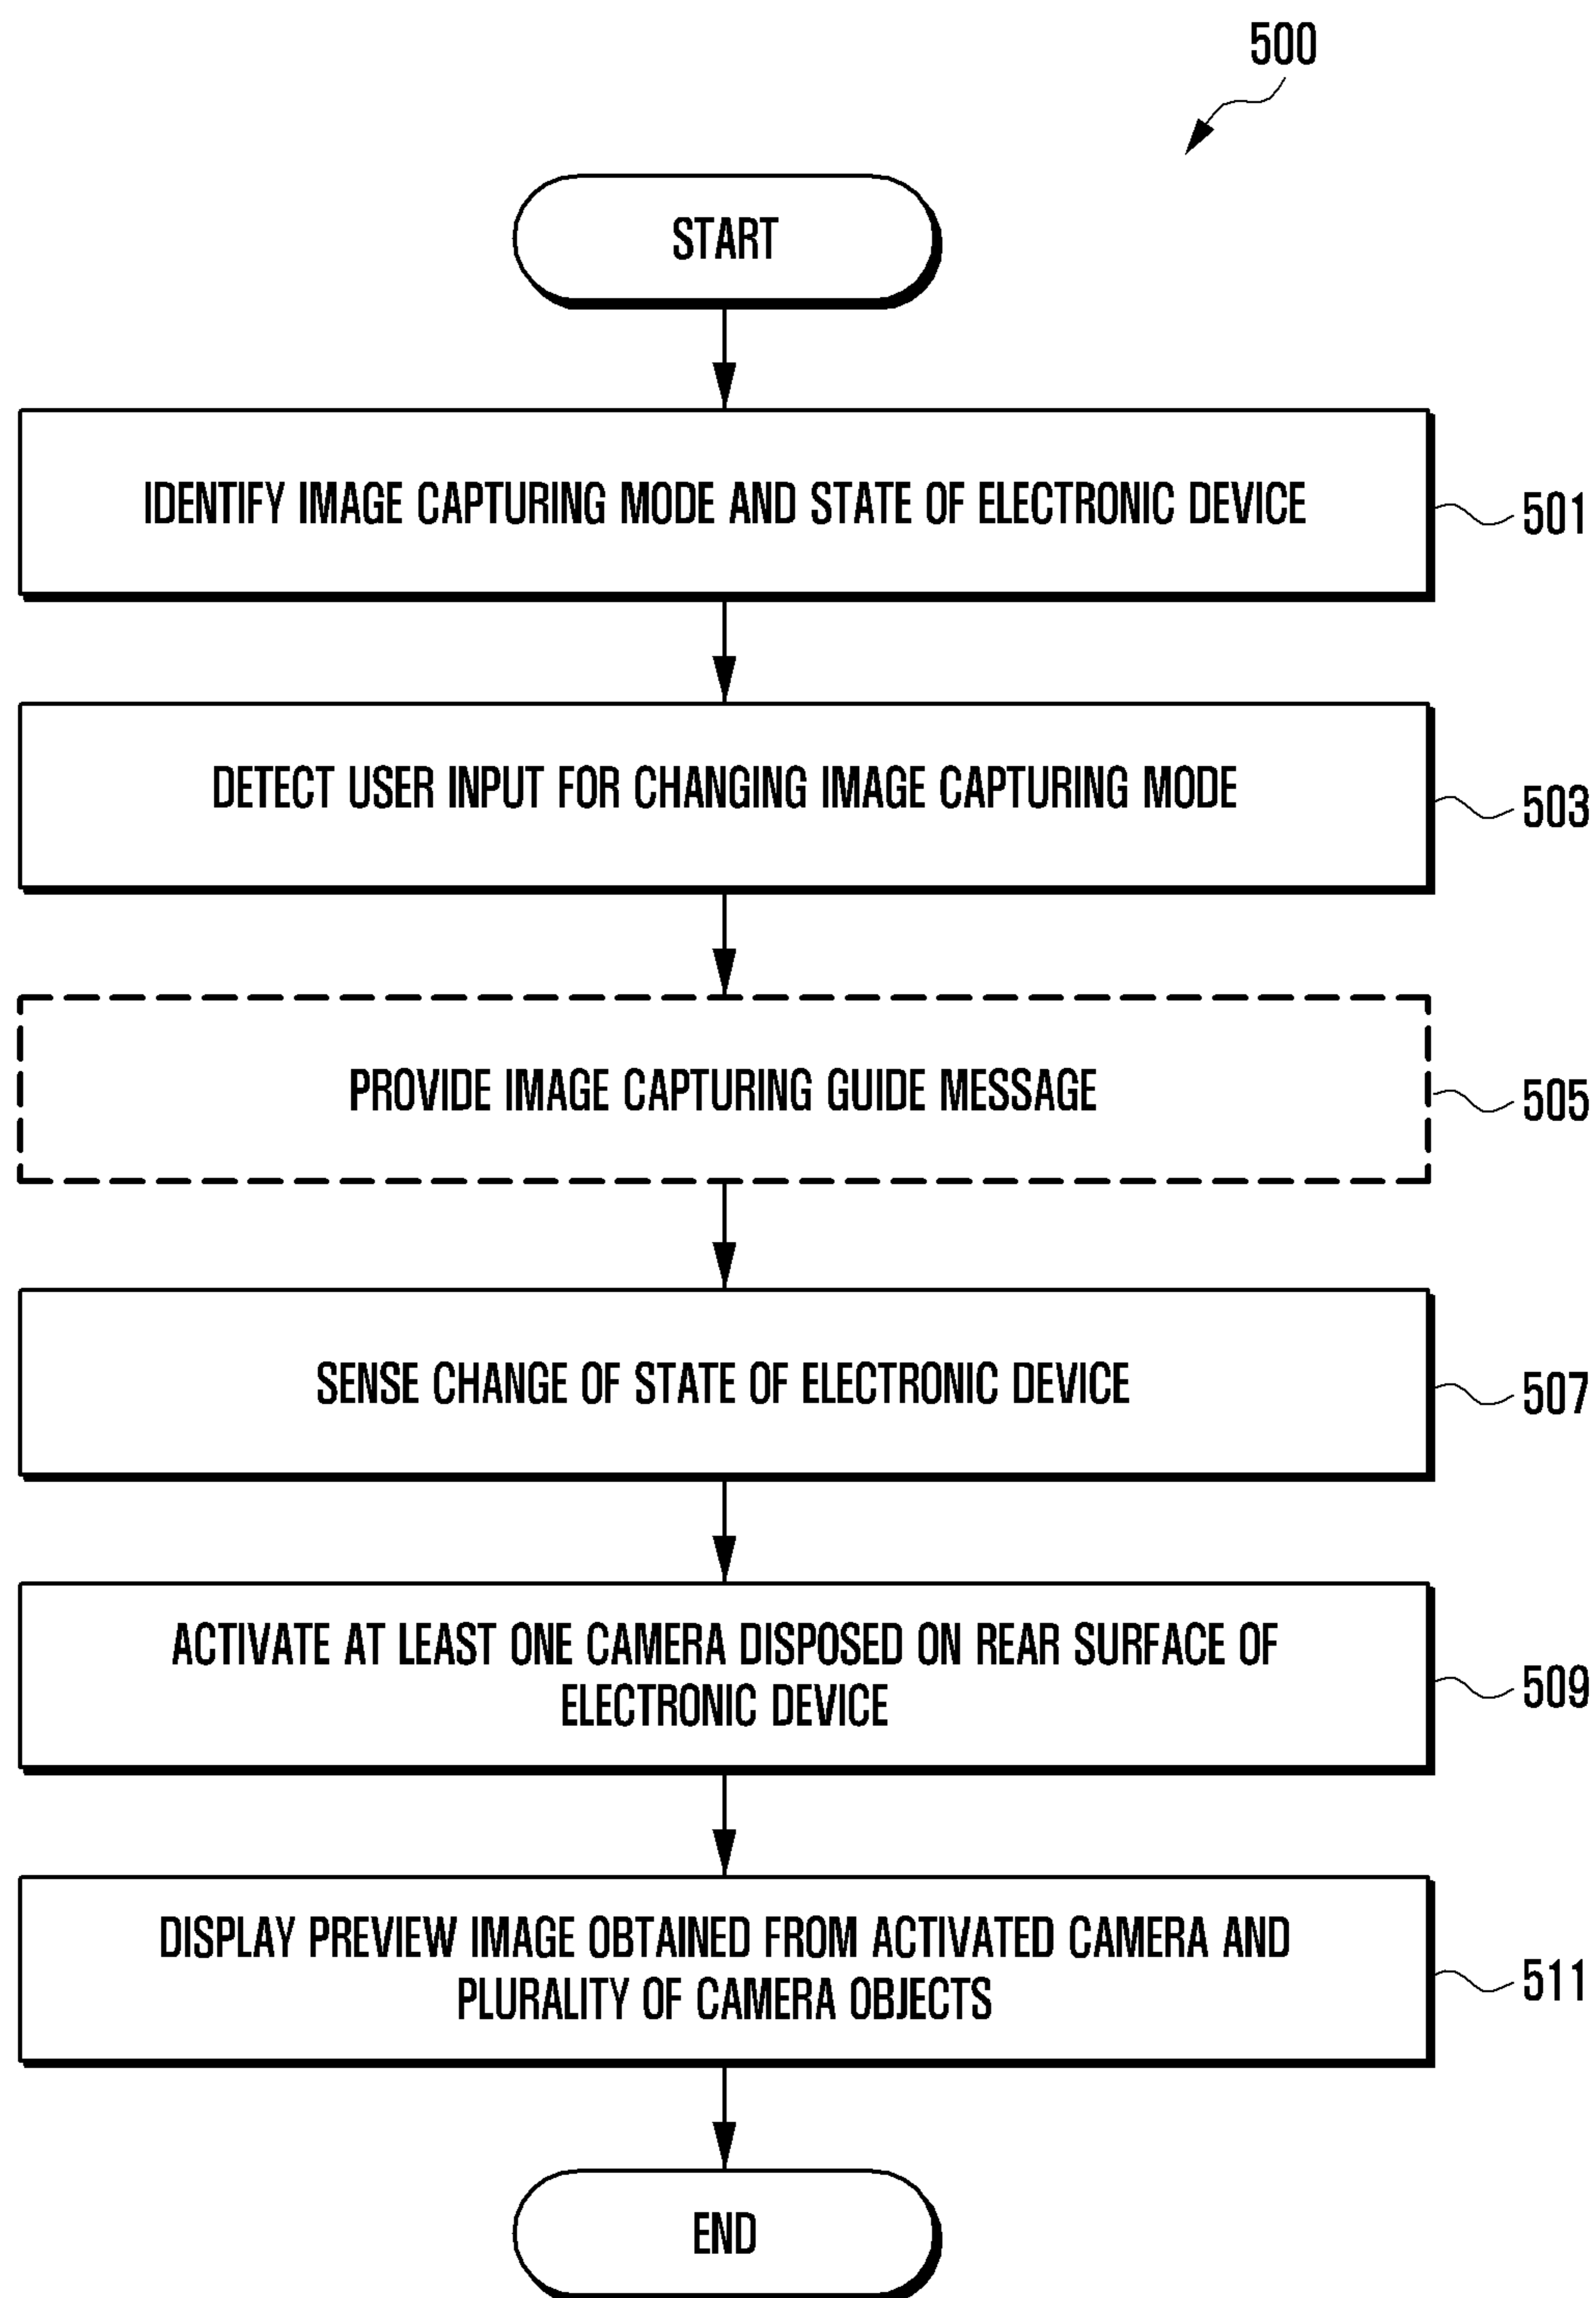 500
START
IDENTIFY IMAGE CAPTURING MODE AND STATE OF ELECTRONIC DEVICE
501
DETECT USER INPUT FOR CHANGING IMAGE CAPTURING MODE
503
PROVIDE IMAGE CAPTURING GUIDE MESSAGE
505
SENSE CHANGE OF STATE OF ELECTRONIC DEVICE
507
ACTIVATE AT LEAST ONE CAMERA DISPOSED ON REAR SURFACE OF
ELECTRONIC DEVICE
509
DISPLAY PREVIEW IMAGE OBTAINED FROM ACTIVATED CAMERA AND
PLURALITY OF CAMERA OBJECTS
511
END